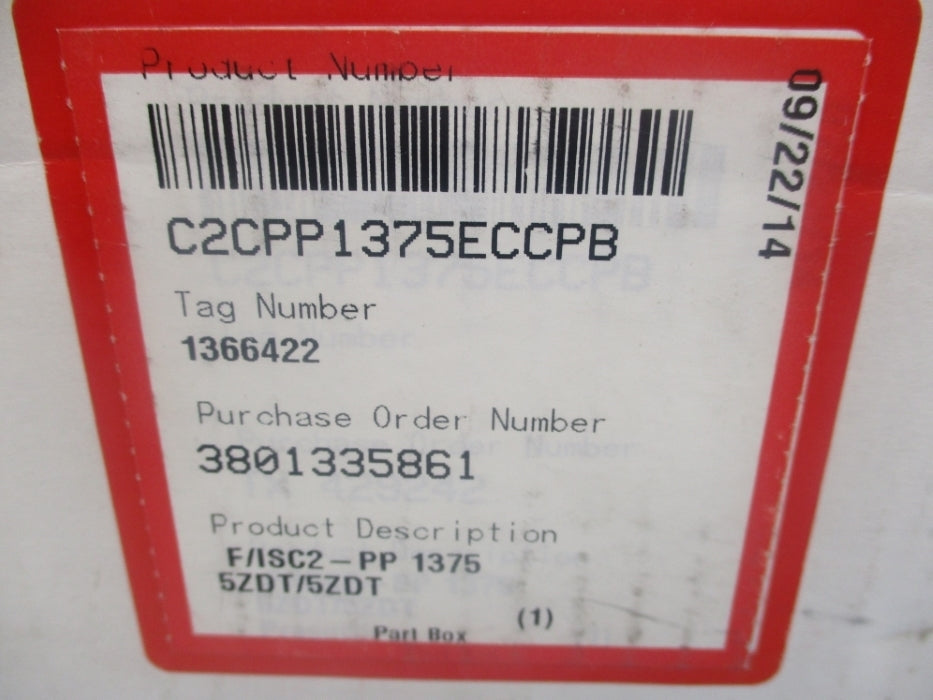 Product Number
09/22/14
C2CPP1375ECCPB
Tag Number
1366422
Purchase Order Number
3801335861
Product Description
F/ISC2-PP 1375
5ZDT/5ZDT
(1)
Part Box